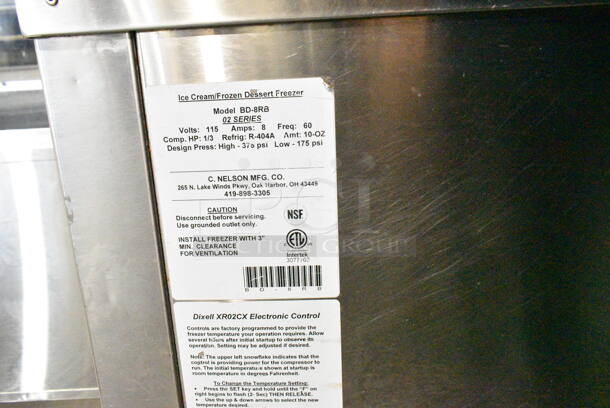 Ice Cream/Frozen Dessert Freezer
Model BD-8RB
02 SERIES
Volts: 115 Amps: 8 Freq: 60
Comp. HP: 1/3 Refrig: R-404A Amt: 10-OZ
Design Press: High - 375 psi Low - 175 psi
C. NELSON MFG. CO.
265 N. Lake Winds Pkwy. Oak Harbor, OH 43449
419-898-3305
CAUTION
Disconnect before servicing.
Use grounded outlet only.
NSF
INSTALL FREEZER WITH 3"
MIN. CLEARANCE
FOR VENTILATION
ETL
Intertek
3077762
BD-8RB
Dixell XR02CX Electronic Control
Controls are factory programmed to provide the
freezer temperature your operation requires. Allow
several hours after initial startup to observe its
operation. Setting may be adjusted if desired.
Note: The upper left snowflake indicates that the
control is providing power for the compressor to
run. The initial temperature shown at startup is
room temperature in degrees Fahrenheit.
To Change the Temperature Setting:
• Press the SET key and hold until the "F" on
right begins to flash (2- Sec) THEN RELEASE.
• Use the up & down arrows to select the new
temperature desired.